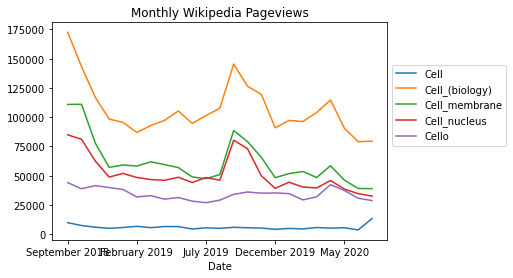 Monthly Wikipedia Pageviews
175000
150000
125000
100000
75000
50000
25000
0
September 2018 February 2019 July 2019 December 2019 May 2020
Date
Cell
Cell_(biology)
Cell_membrane
Cell_nucleus
Cello